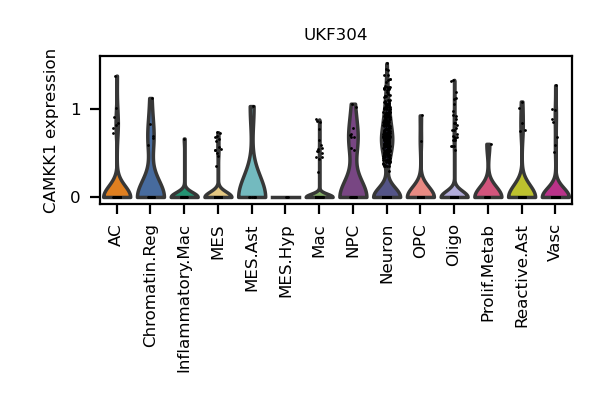 UKF304
CAMKK1 expression
1
0
AC
Chromatin.Reg
Inflammatory.Mac
MES
MES.Ast
MES.Hyp
Mac
NPC
Neuron
OPC
Oligo
Prolif.Metab
Reactive.Ast
Vasc